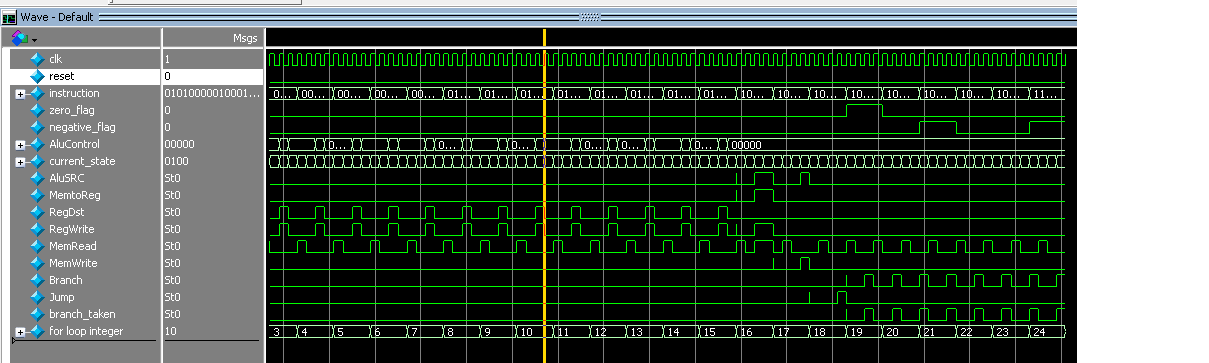 Wave - Default
Msgs
clk 1
reset 0
instruction 01010000010001... 0... 00... 00... 00... 00... 01... 01... 01... 01... 01... 01... 01... 10... 10... 10... 10... 10... 10... 10... 10... 10... 11...
zero_flag 0
negative_flag 0
AluControl 00000 0... 0... 0... 0... 0... 0... 00000
current_state 0100
AluSRC St0
MemtoReg St0
RegDst St0
RegWrite St0
MemRead St0
MemWrite St0
Branch St0
Jump St0
branch_taken St0
for loop integer 10 3 4 5 6 7 8 9 10 11 12 13 14 15 16 17 18 19 20 21 22 23 24